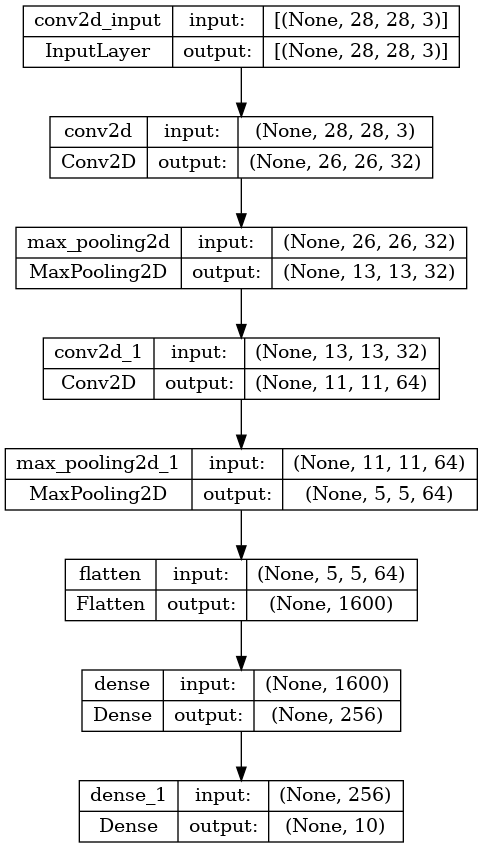 conv2d_input input: [(None, 28, 28, 3)]
InputLayer output: [(None, 28, 28, 3)]
conv2d input: (None, 28, 28, 3)
Conv2D output: (None, 26, 26, 32)
max_pooling2d input: (None, 26, 26, 32)
MaxPooling2D output: (None, 13, 13, 32)
conv2d_1 input: (None, 13, 13, 32)
Conv2D output: (None, 11, 11, 64)
max_pooling2d_1 input: (None, 11, 11, 64)
MaxPooling2D output: (None, 5, 5, 64)
flatten input: (None, 5, 5, 64)
Flatten output: (None, 1600)
dense input: (None, 1600)
Dense output: (None, 256)
dense_1 input: (None, 256)
Dense output: (None, 10)